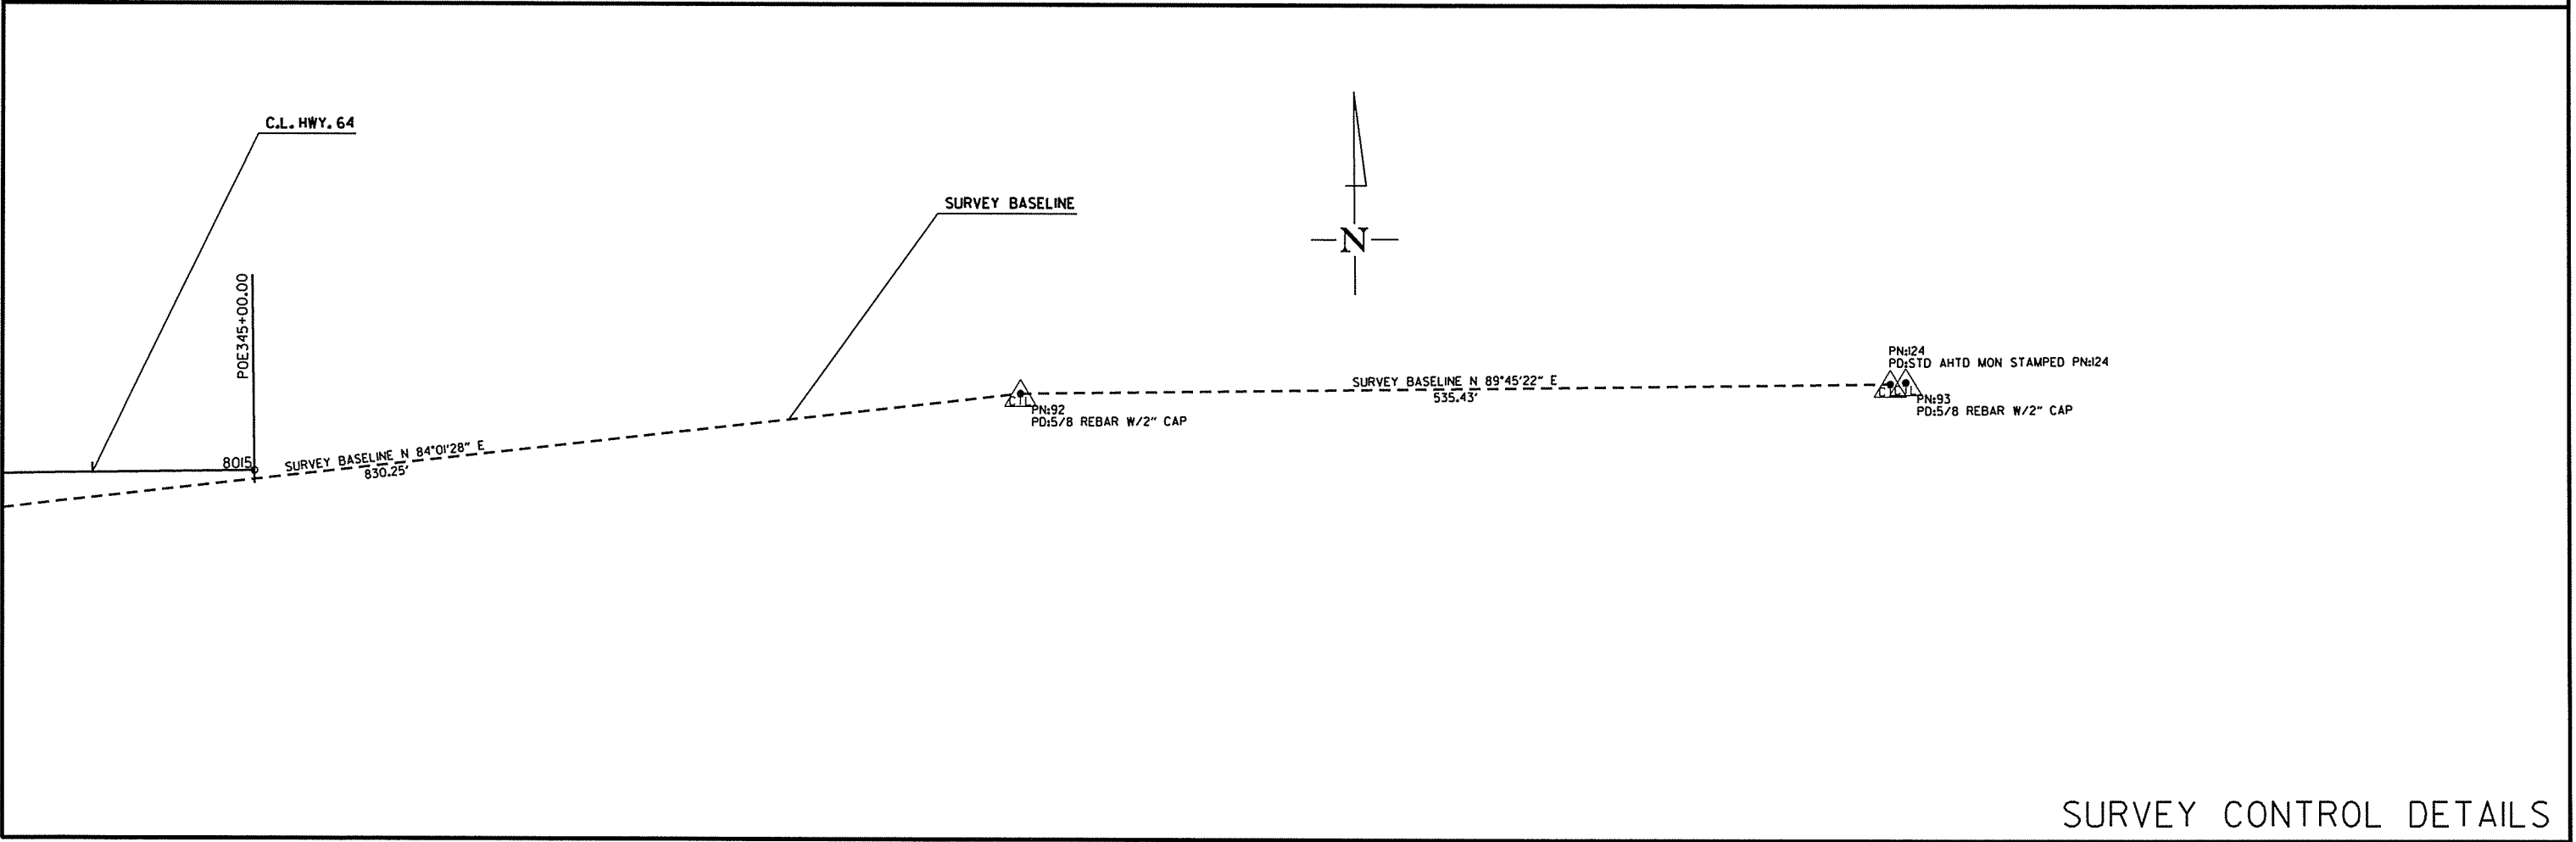 C.L. HWY. 64
SURVEY BASELINE
N
POE345+00.00
8015
SURVEY BASELINE N 84°01'28" E
830.25'
CTL
PN:92
PD:5/8 REBAR W/2" CAP
SURVEY BASELINE N 89°45'22" E
535.43'
PN:124
PD:STD AHTD MON STAMPED PN:124
PN:93
PD:5/8 REBAR W/2" CAP
SURVEY CONTROL DETAILS